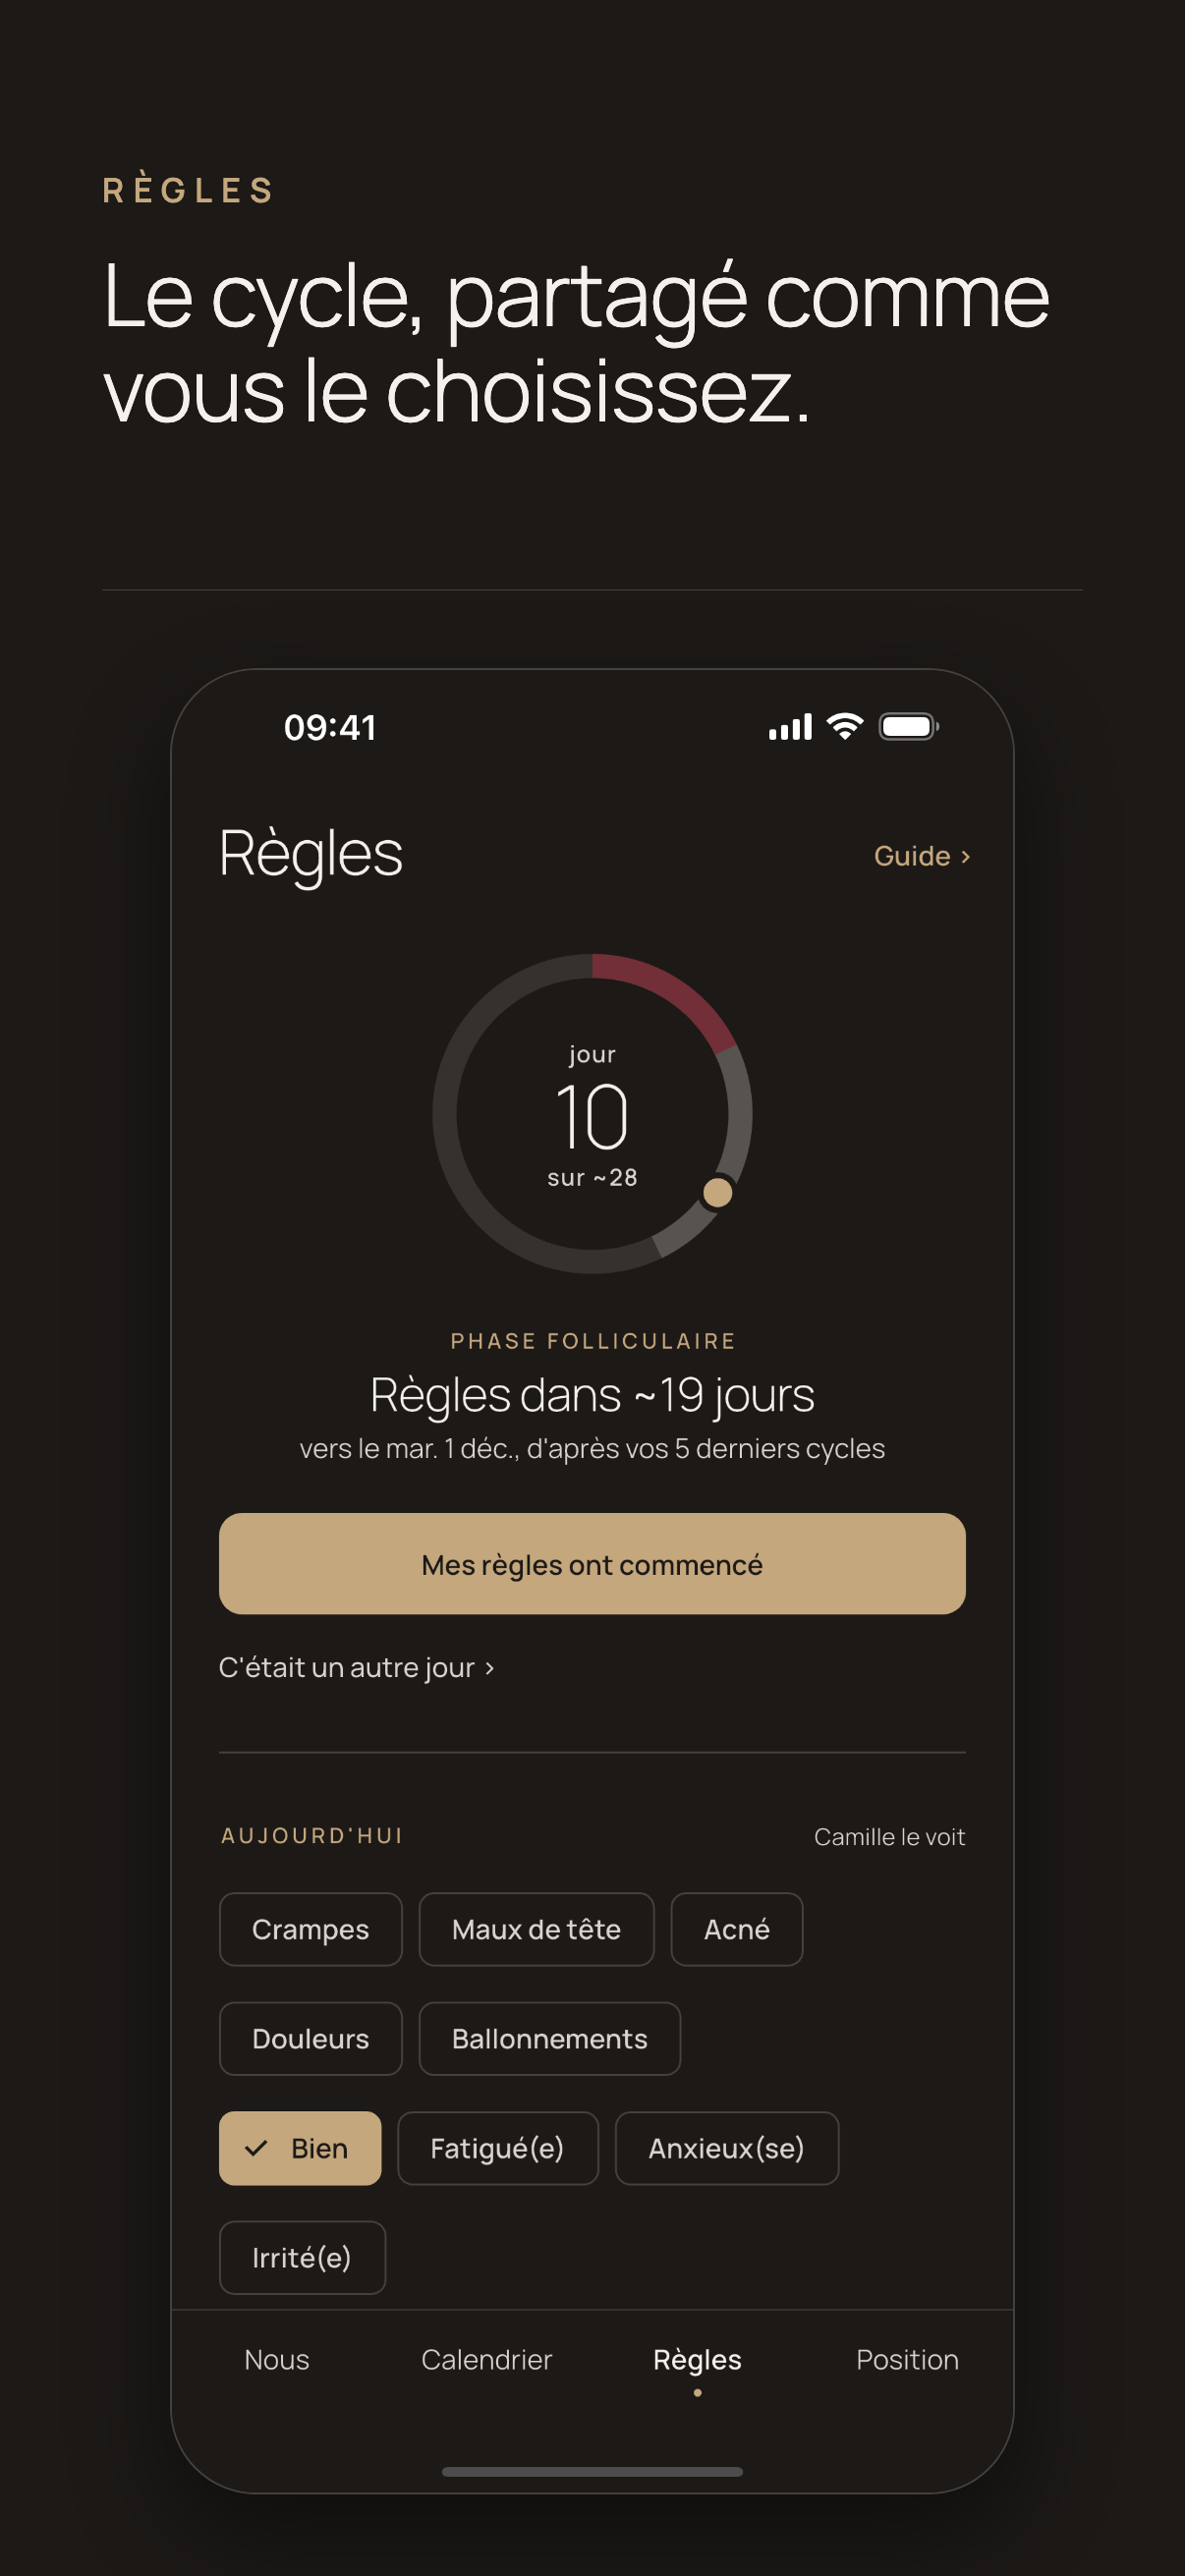 RÈGLES
Le cycle, partagé comme
vous le choisissez.
09:41
Règles
Guide ›
jour
10
sur ~28
PHASE FOLLICULAIRE
Règles dans ~19 jours
vers le mar. 1 déc., d'après vos 5 derniers cycles
Mes règles ont commencé
C'était un autre jour ›
AUJOURD'HUI
Camille le voit
Crampes
Maux de tête
Acné
Douleurs
Ballonnements
Bien
Fatigué(e)
Anxieux(se)
Irrité(e)
Nous
Calendrier
Règles
Position